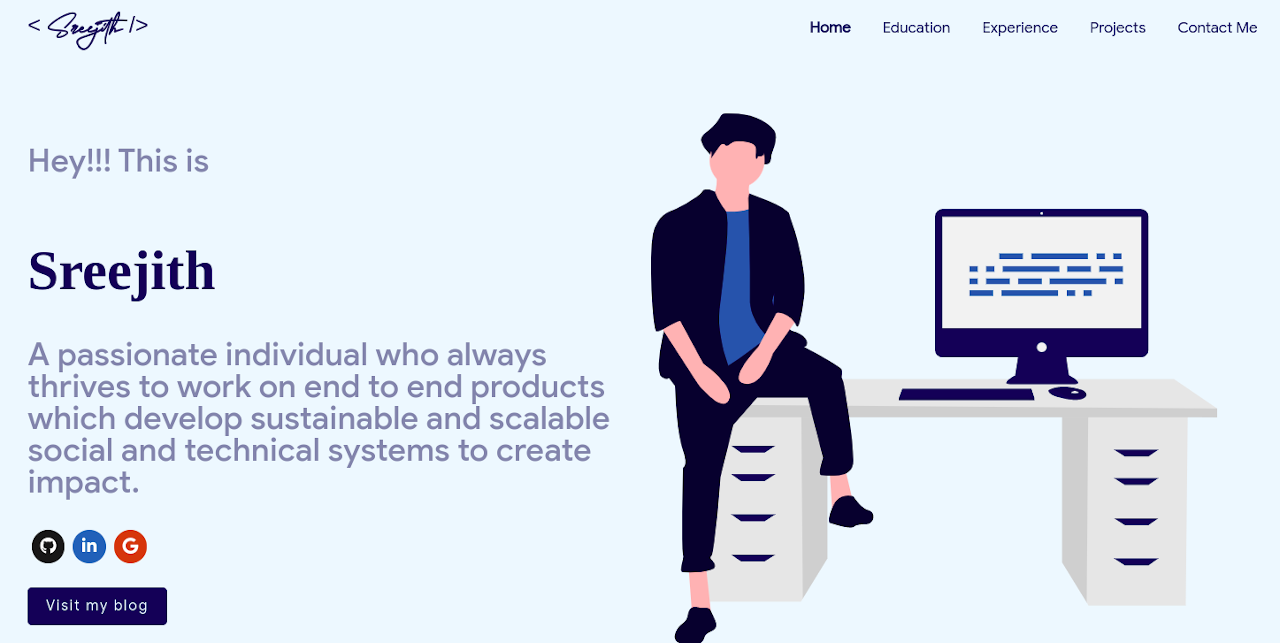 < Sreejith />
Home Education Experience Projects Contact Me
Hey!!! This is
Sreejith
A passionate individual who always
thrives to work on end to end products
which develop sustainable and scalable
social and technical systems to create
impact.
in G
Visit my blog